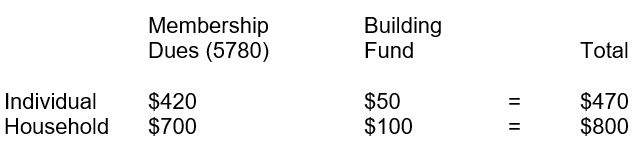 Membership Building
Dues (5780) Fund Total
Individual $420 $50 = $470
Household $700 $100 = $800